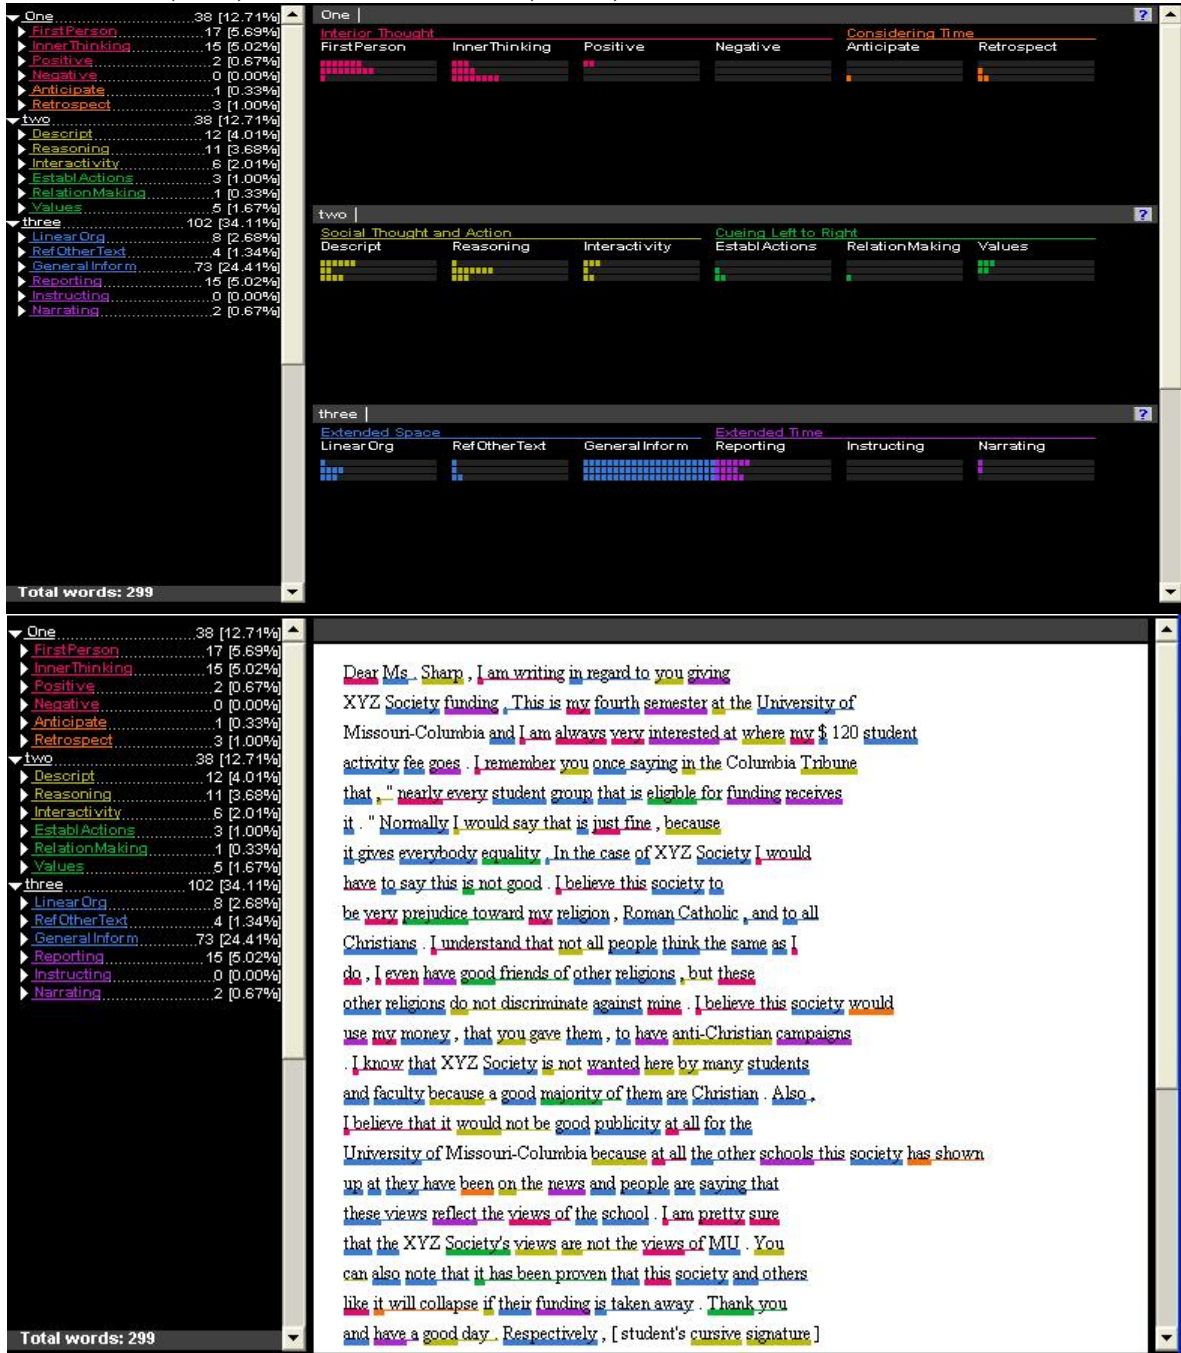 One 38 [12.71%]
FirstPerson 17 [5.69%]
InnerThinking 15 [5.02%]
Positive 2 [0.67%]
Negative 0 [0.00%]
Anticipate 1 [0.33%]
Retrospect 3 [1.00%]
two 38 [12.71%]
Descript 12 [4.01%]
Reasoning 11 [3.68%]
Interactivity 6 [2.01%]
EstablActions 3 [1.00%]
RelationMaking 1 [0.33%]
Values 5 [1.67%]
three 102 [34.11%]
LinearOrg 8 [2.68%]
RefOtherText 4 [1.34%]
GeneralInform 73 [24.41%]
Reporting 15 [5.02%]
Instructing 0 [0.00%]
Narrating 2 [0.67%]
Total words: 299
One | ?
Interior Thought Considering Time
FirstPerson InnerThinking Positive Negative Anticipate Retrospect
two | ?
Social Thought and Action Cueing Left to Right
Descript Reasoning Interactivity EstablActions RelationMaking Values
three | ?
Extended Space Extended Time
LinearOrg RefOtherText GeneralInform Reporting Instructing Narrating
One 38 [12.71%]
FirstPerson 17 [5.69%]
InnerThinking 15 [5.02%]
Positive 2 [0.67%]
Negative 0 [0.00%]
Anticipate 1 [0.33%]
Retrospect 3 [1.00%]
two 38 [12.71%]
Descript 12 [4.01%]
Reasoning 11 [3.68%]
Interactivity 6 [2.01%]
EstablActions 3 [1.00%]
RelationMaking 1 [0.33%]
Values 5 [1.67%]
three 102 [34.11%]
LinearOrg 8 [2.68%]
RefOtherText 4 [1.34%]
GeneralInform 73 [24.41%]
Reporting 15 [5.02%]
Instructing 0 [0.00%]
Narrating 2 [0.67%]
Total words: 299
Dear Ms . Sharp , I am writing in regard to you giving
XYZ Society funding . This is my fourth semester at the University of
Missouri-Columbia and I am always very interested at where my $ 120 student
activity fee goes . I remember you once saying in the Columbia Tribune
that , " nearly every student group that is eligible for funding receives
it . " Normally I would say that is just fine , because
it gives everybody equality . In the case of XYZ Society I would
have to say this is not good . I believe this society to
be very prejudice toward my religion , Roman Catholic , and to all
Christians . I understand that not all people think the same as I
do , I even have good friends of other religions , but these
other religions do not discriminate against mine . I believe this society would
use my money , that you gave them , to have anti-Christian campaigns
. I know that XYZ Society is not wanted here by many students
and faculty because a good majority of them are Christian . Also ,
I believe that it would not be good publicity at all for the
University of Missouri-Columbia because at all the other schools this society has shown
up at they have been on the news and people are saying that
these views reflect the views of the school . I am pretty sure
that the XYZ Society's views are not the views of MU . You
can also note that it has been proven that this society and others
like it will collapse if their funding is taken away . Thank you
and have a good day . Respectively , [ student's cursive signature ]